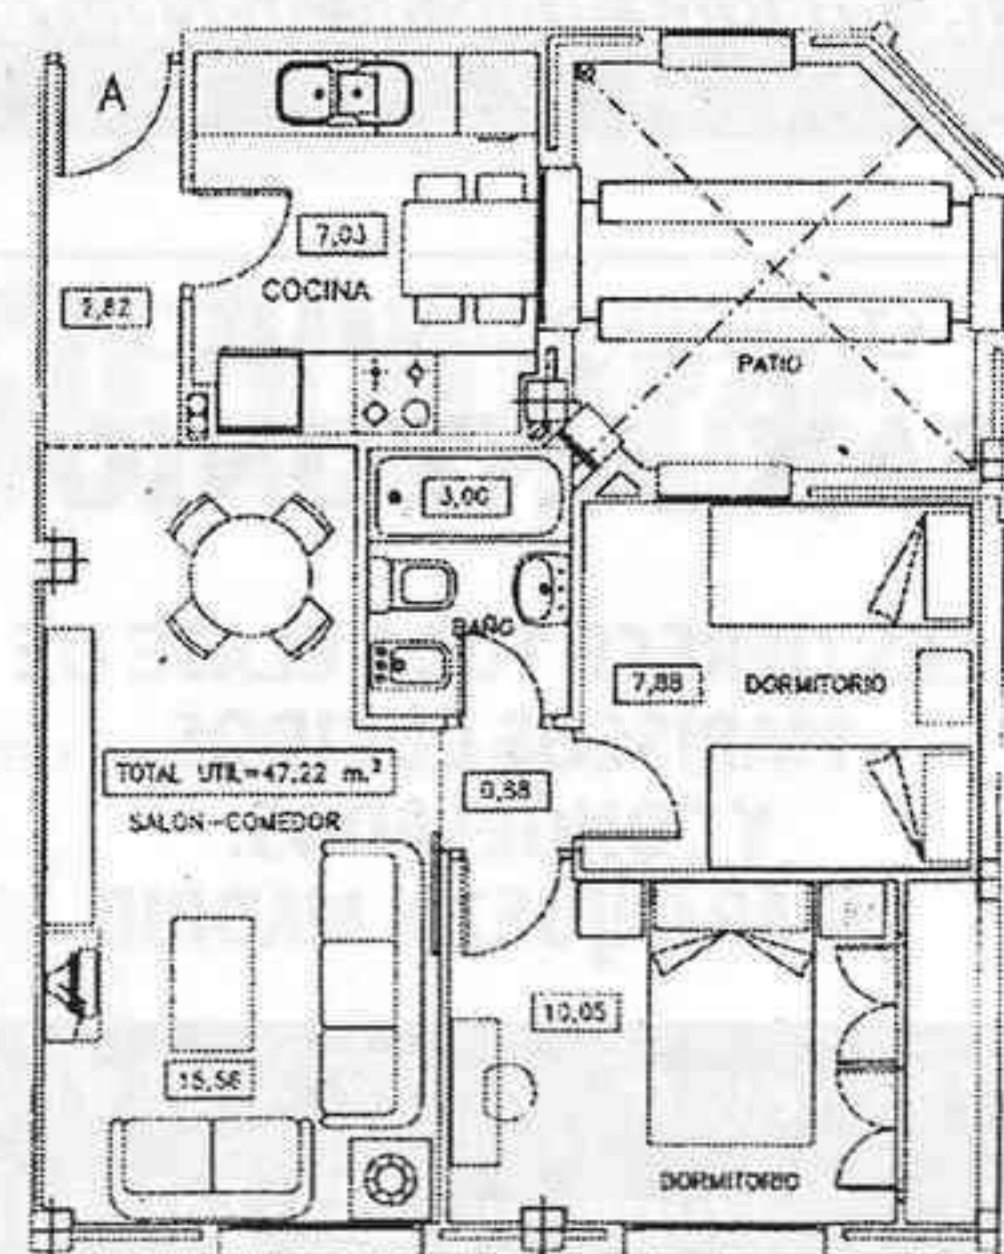 A
7,03
COCINA
2,82
PATIO
3,00
BAÑO
7,88
DORMITORIO
TOTAL UTIL=47.22 m.²
0,88
SALON-COMEDOR
10,05
15,56
DORMITORIO